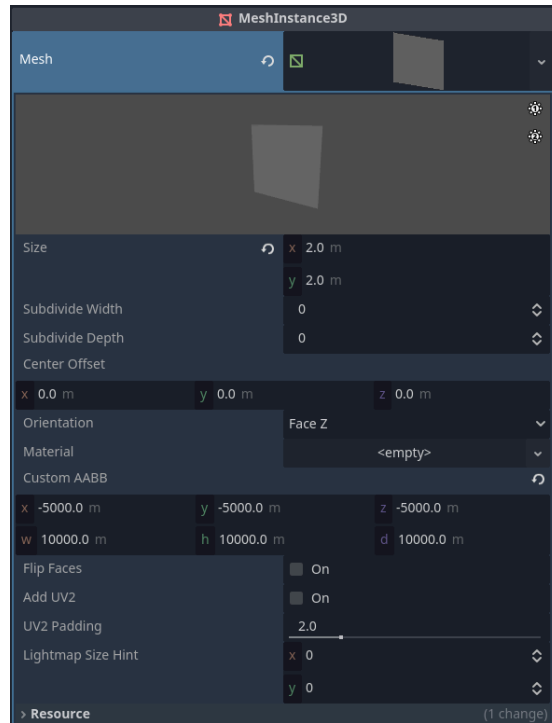 MeshInstance3D
Mesh
Size x 2.0 m
y 2.0 m
Subdivide Width 0
Subdivide Depth 0
Center Offset
x 0.0 m y 0.0 m z 0.0 m
Orientation Face Z
Material <empty>
Custom AABB
x -5000.0 m y -5000.0 m z -5000.0 m
w 10000.0 m h 10000.0 m d 10000.0 m
Flip Faces On
Add UV2 On
UV2 Padding 2.0
Lightmap Size Hint x 0
y 0
> Resource (1 change)